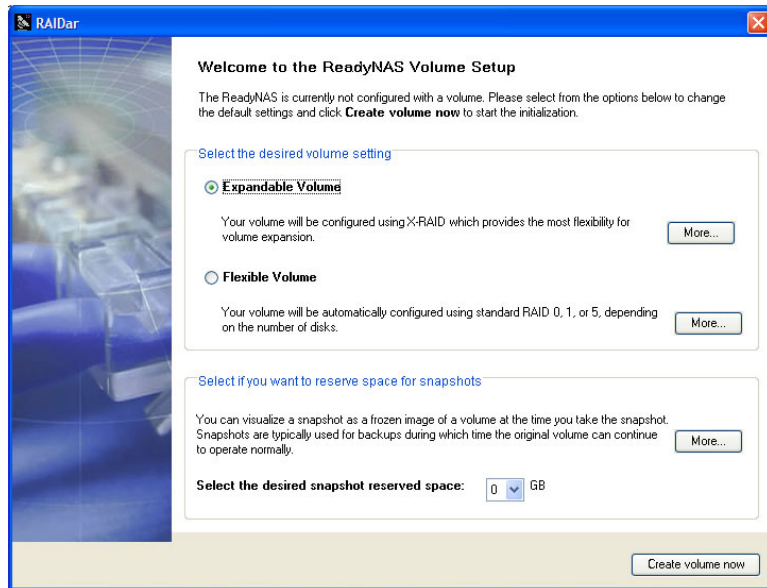 RAIDar
Welcome to the ReadyNAS Volume Setup
The ReadyNAS is currently not configured with a volume. Please select from the options below to change
the default settings and click Create volume now to start the initialization.
Select the desired volume setting
Expandable Volume
Your volume will be configured using X-RAID which provides the most flexibility for
volume expansion.
More...
Flexible Volume
Your volume will be automatically configured using standard RAID 0, 1, or 5, depending
on the number of disks.
More...
Select if you want to reserve space for snapshots
You can visualize a snapshot as a frozen image of a volume at the time you take the snapshot.
Snapshots are typically used for backups during which time the original volume can continue
to operate normally.
More...
Select the desired snapshot reserved space: 0 GB
Create volume now